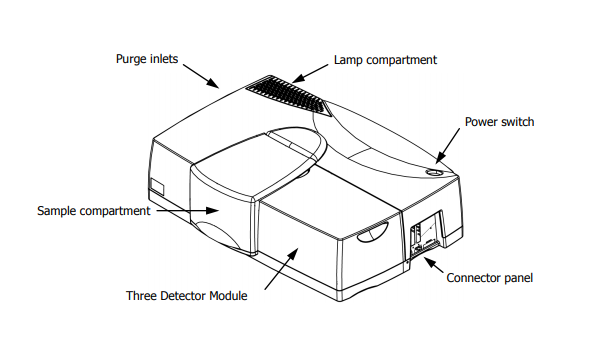 Purge inlets
Lamp compartment
Power switch
Sample compartment
Connector panel
Three Detector Module